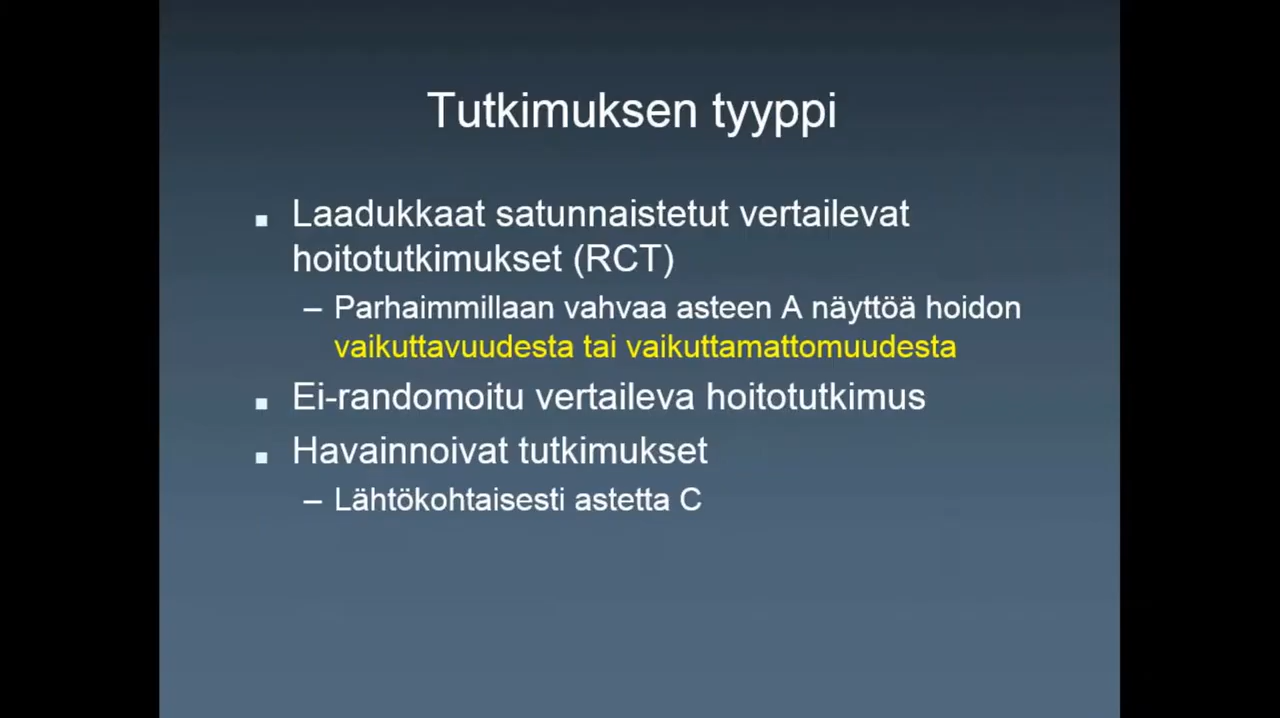 Tutkimuksen tyyppi
▪ Laadukkaat satunnaistetut vertailevat
hoitotutkimukset (RCT)
– Parhaimmillaan vahvaa asteen A näyttöä hoidon
vaikuttavuudesta tai vaikuttamattomuudesta
▪ Ei-randomoitu vertaileva hoitotutkimus
▪ Havainnoivat tutkimukset
– Lähtökohtaisesti astetta C